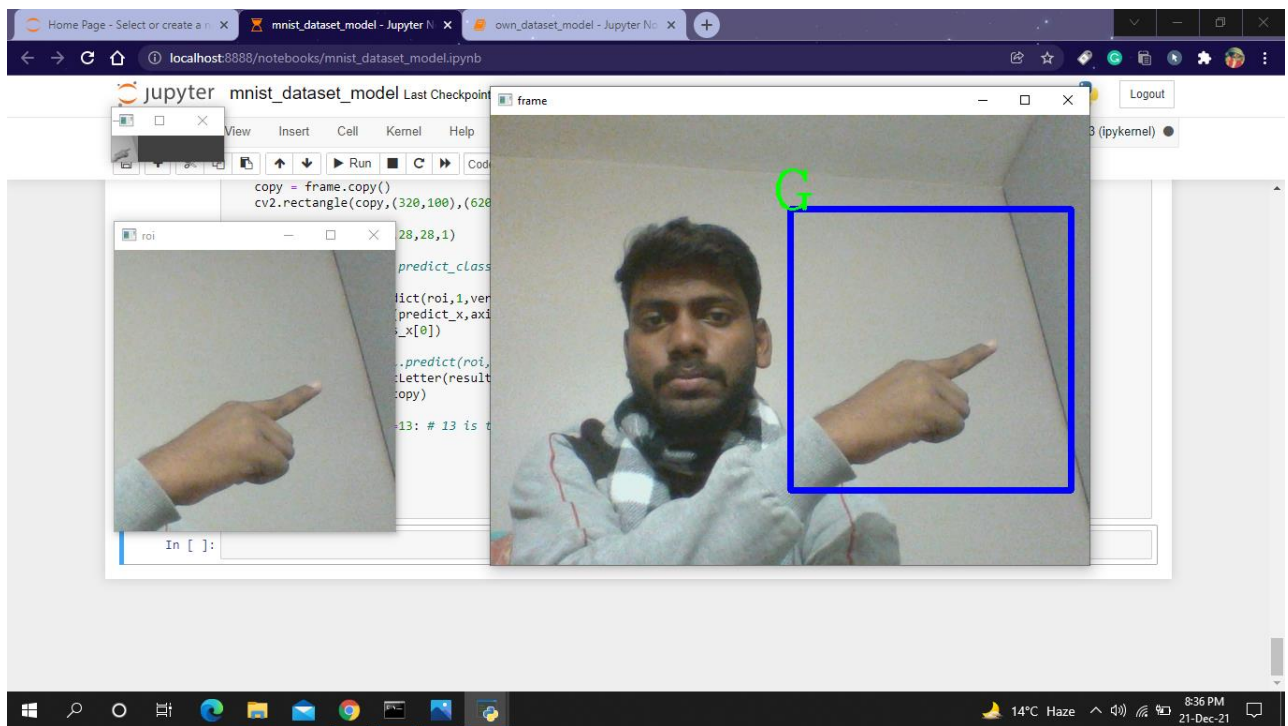 Home Page - Select or create a n
mnist_dataset_model - Jupyter N
own_dataset_model - Jupyter No
localhost:8888/notebooks/mnist_dataset_model.ipynb
jupyter mnist_dataset_model Last Checkpoint
Logout
View Insert Cell Kernel Help
3 (ipykernel)
Run
Code
frame
G
roi
copy = frame.copy()
cv2.rectangle(copy,(320,100),(620
,28,28,1)
.predict_class
dict(roi,1,ver
(predict_x,axi
s_x[0])
.predict(roi,
tLetter(result
copy)
=13: # 13 is t
In [ ]:
14°C Haze
8:36 PM
21-Dec-21